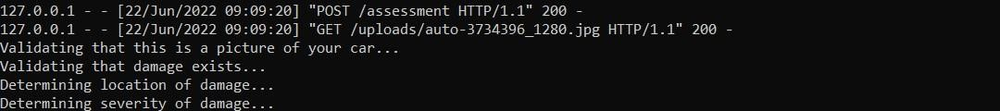 127.0.0.1 - - [22/Jun/2022 09:09:20] "POST /assessment HTTP/1.1" 200 -
127.0.0.1 - - [22/Jun/2022 09:09:20] "GET /uploads/auto-3734396_1280.jpg HTTP/1.1" 200 -
Validating that this is a picture of your car...
Validating that damage exists...
Determining location of damage...
Determining severity of damage...